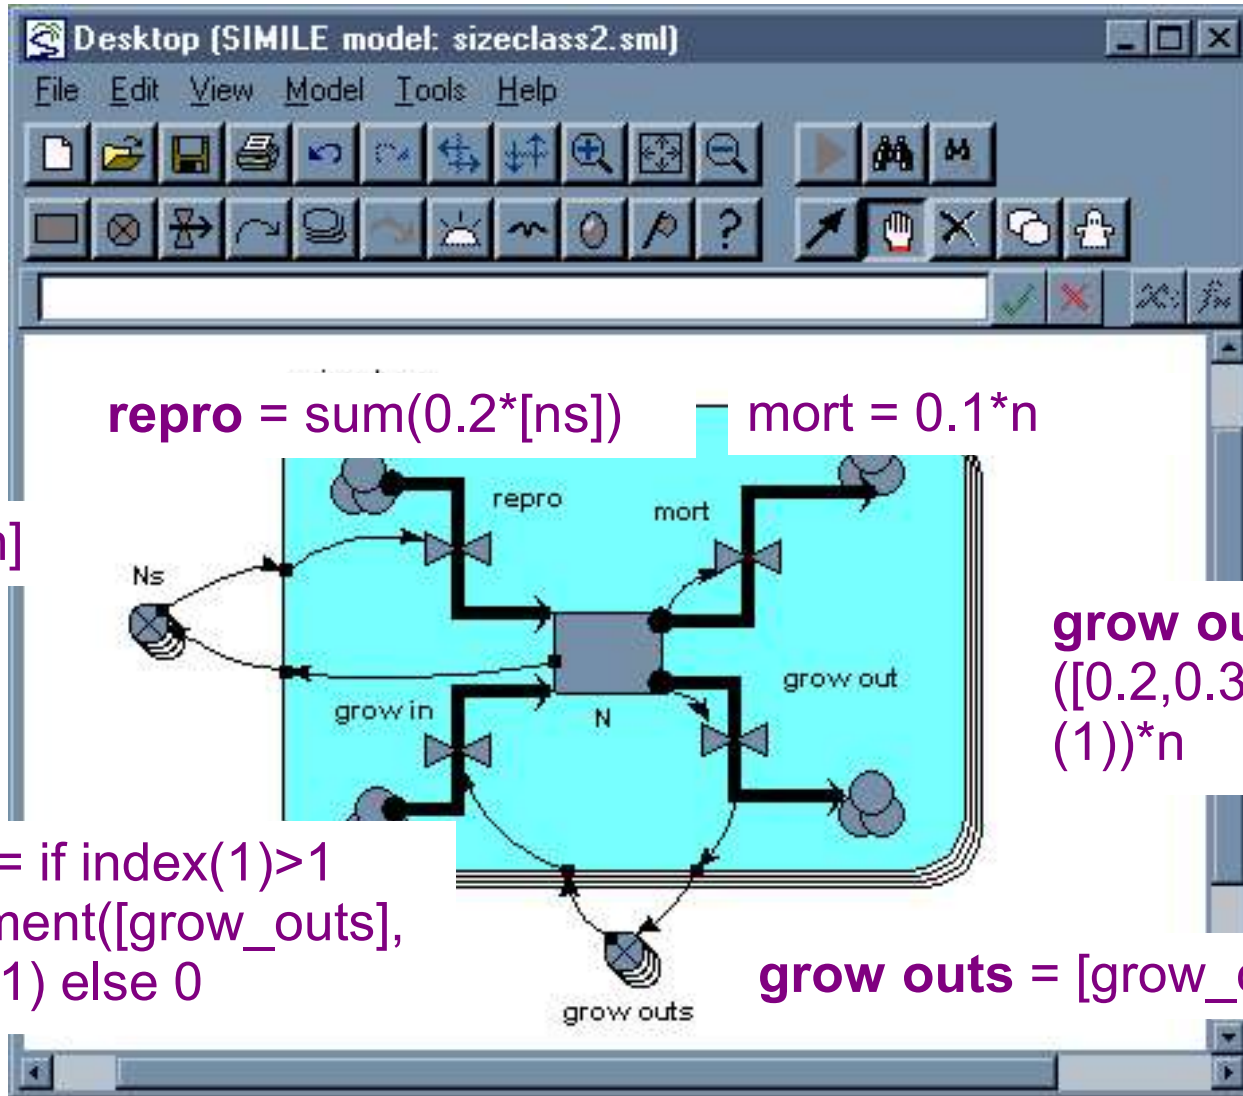 Desktop (SIMILE model: sizeclass2.sml)
File Edit View Model Tools Help
?
repro = sum(0.2*[ns])
mort = 0.1*n
repro
mort
n]
Ns
grow ou
([0.2,0.3
(1))*n
grow out
grow in
N
= if index(1)>1
ment([grow_outs],
1) else 0
grow outs = [grow_o
grow outs